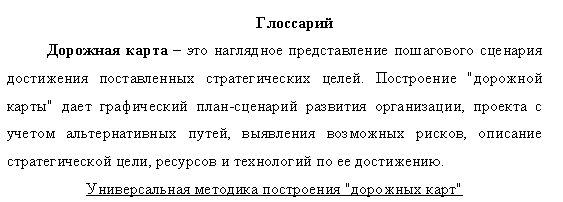 Глоссарий
Дорожная карта – это наглядное представление пошагового сценария
достижения поставленных стратегических целей. Построение "дорожной
карты" дает графический план-сценарий развития организации, проекта с
учетом альтернативных путей, выявления возможных рисков, описание
стратегической цели, ресурсов и технологий по ее достижению.
Универсальная методика построения "дорожных карт"